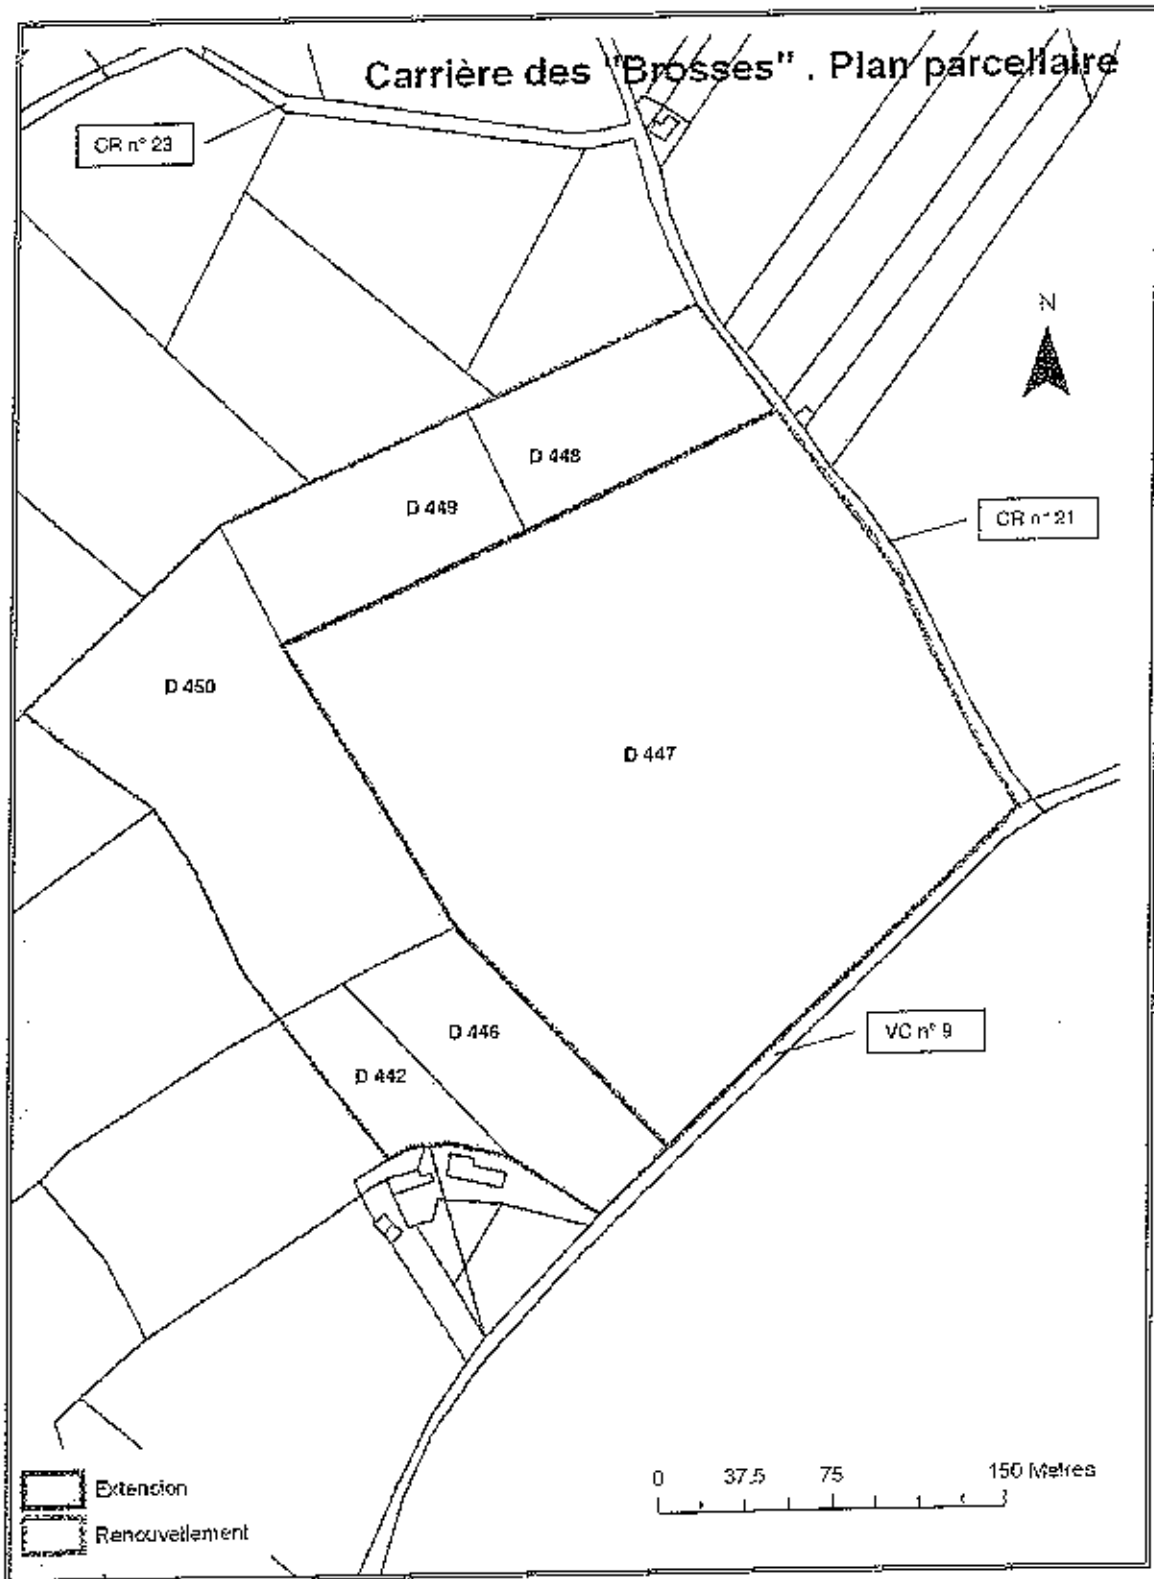 Carrière des "Brosses" . Plan parcellaire
CR n° 23
N
D 448
D 449
CR n° 21
D 450
D 447
D 446
VC n° 9
D 442
0 37,5 75 150 Metres
Extension
Renouvellement